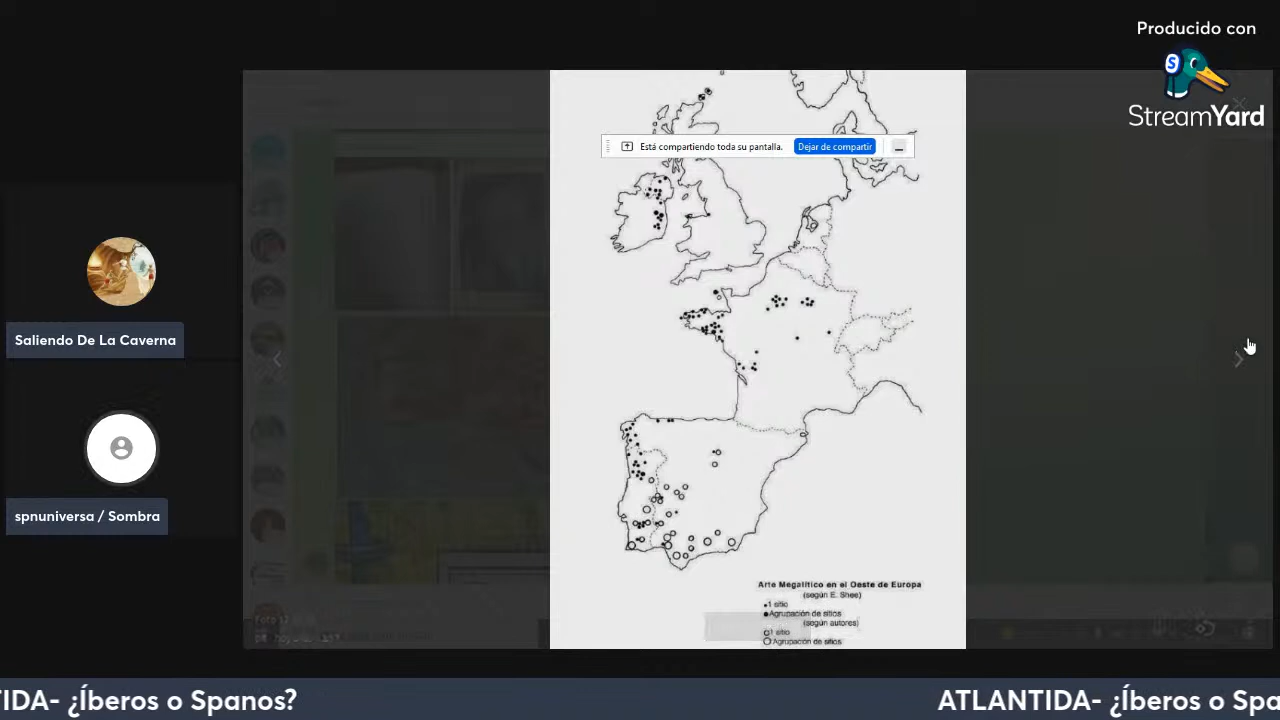 Producido con
StreamYard
Está compartiendo toda su pantalla.
Dejar de compartir
Saliendo De La Caverna
spnuniversa / Sombra
Arte Megalítico en el Oeste de Europa
(según E. Shee)
1 sitio
Agrupación de sitios
(según autores)
1 sitio
Agrupación de sitios
TIDA- ¿Íberos o Spanos?
ATLANTIDA- ¿Íberos o Spa